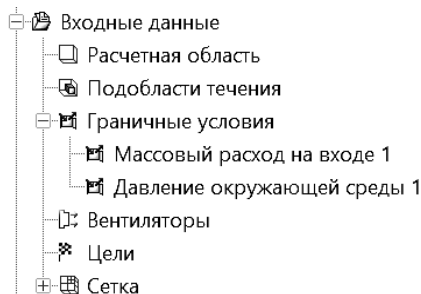 Входные данные
Расчетная область
Подобласти течения
Граничные условия
Массовый расход на входе 1
Давление окружающей среды 1
Вентиляторы
Цели
Сетка